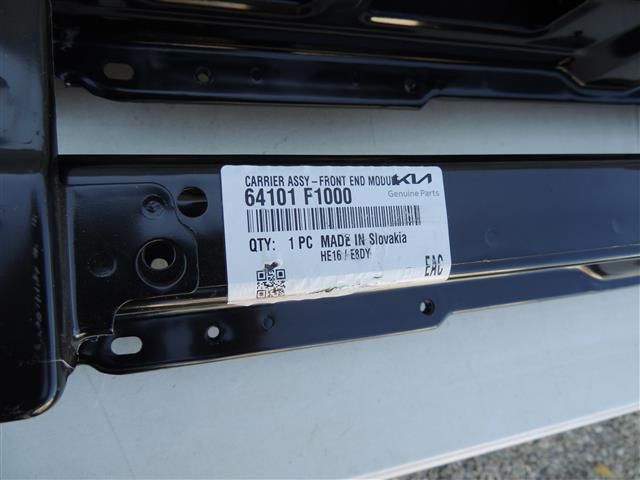 CARRIER ASSY-FRONT END MODU
KIA
Genuine Parts
64101 F1000
QTY: 1 PC MADE IN Slovakia
HE16 / E8DY
EAC